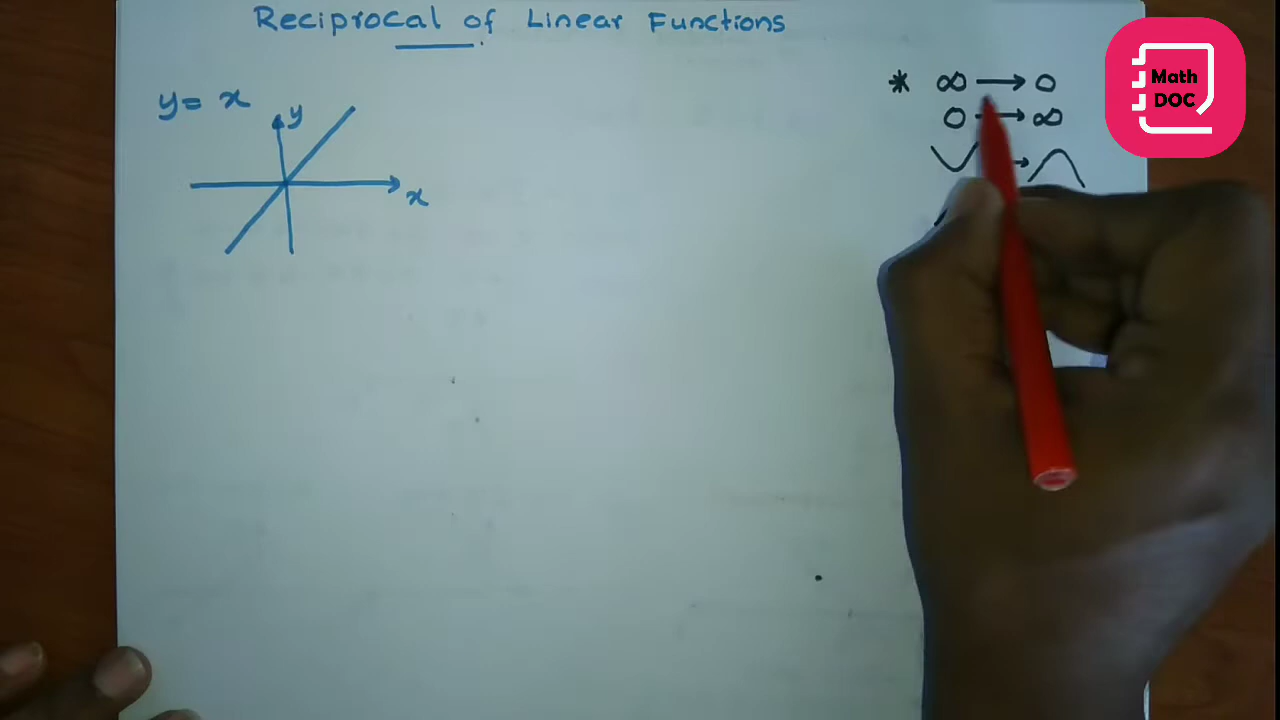 Reciprocal of Linear Functions
y = x
y
x
* ∞ → 0
0 → ∞
Math
DOC